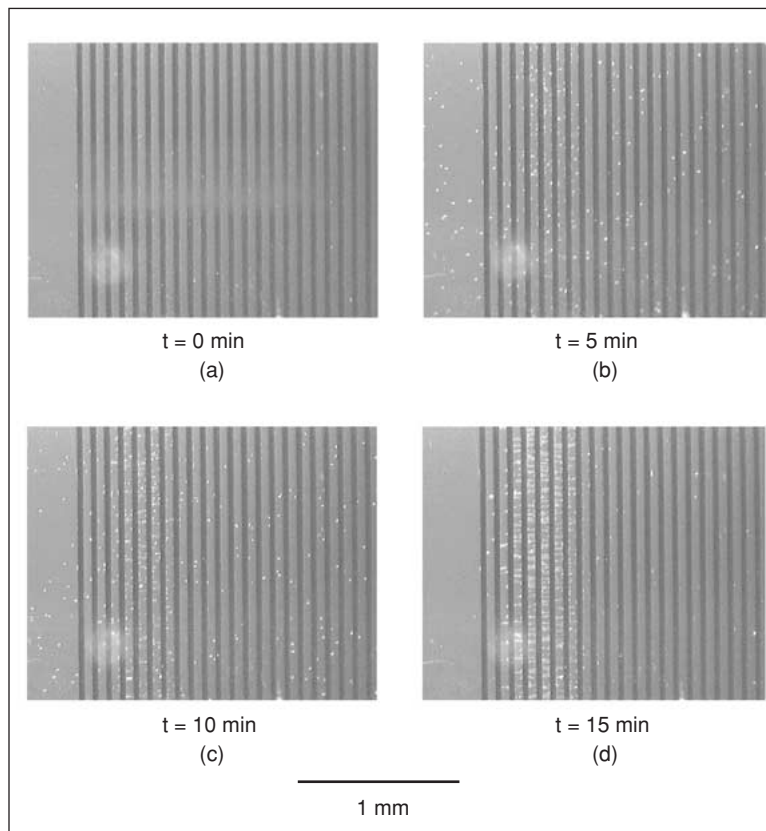 t = 0 min
(a)
t = 5 min
(b)
t = 10 min
(c)
t = 15 min
(d)
1 mm